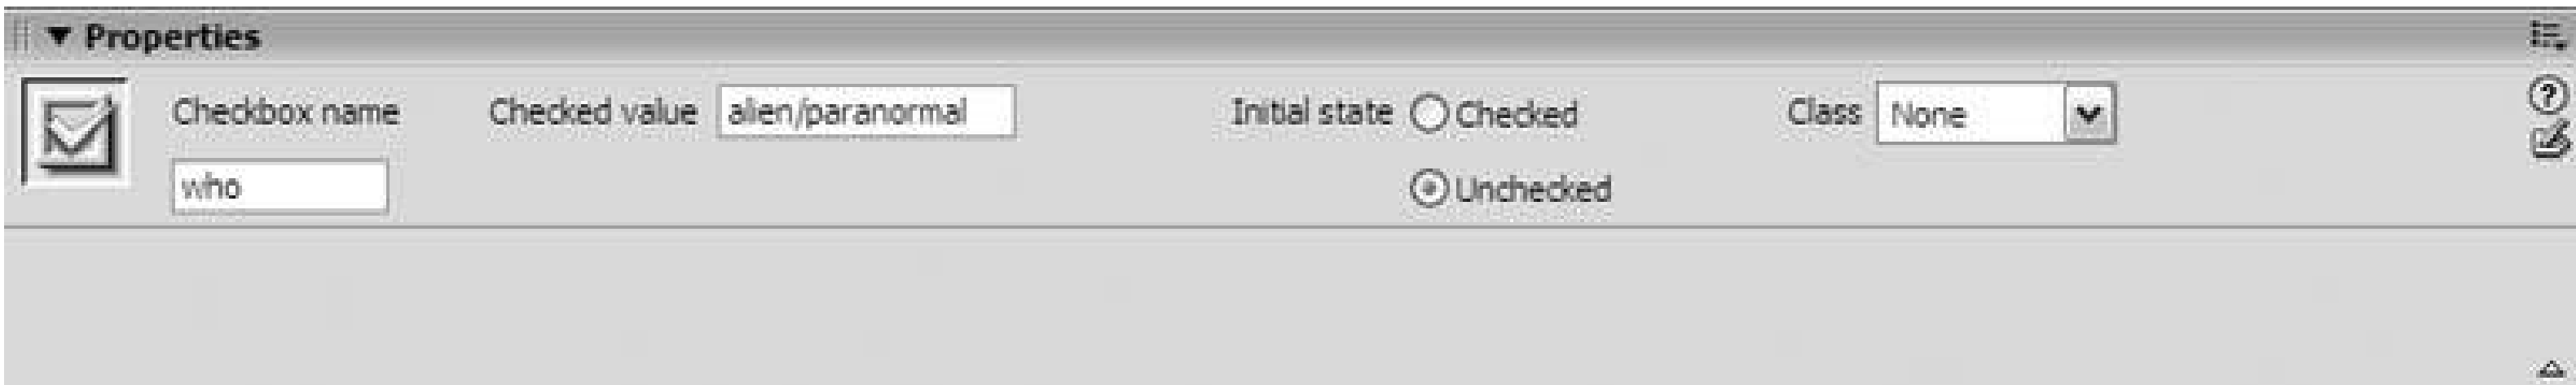 Properties
Checkbox name Checked value alien/paranormal Initial state Checked Class None
who Unchecked